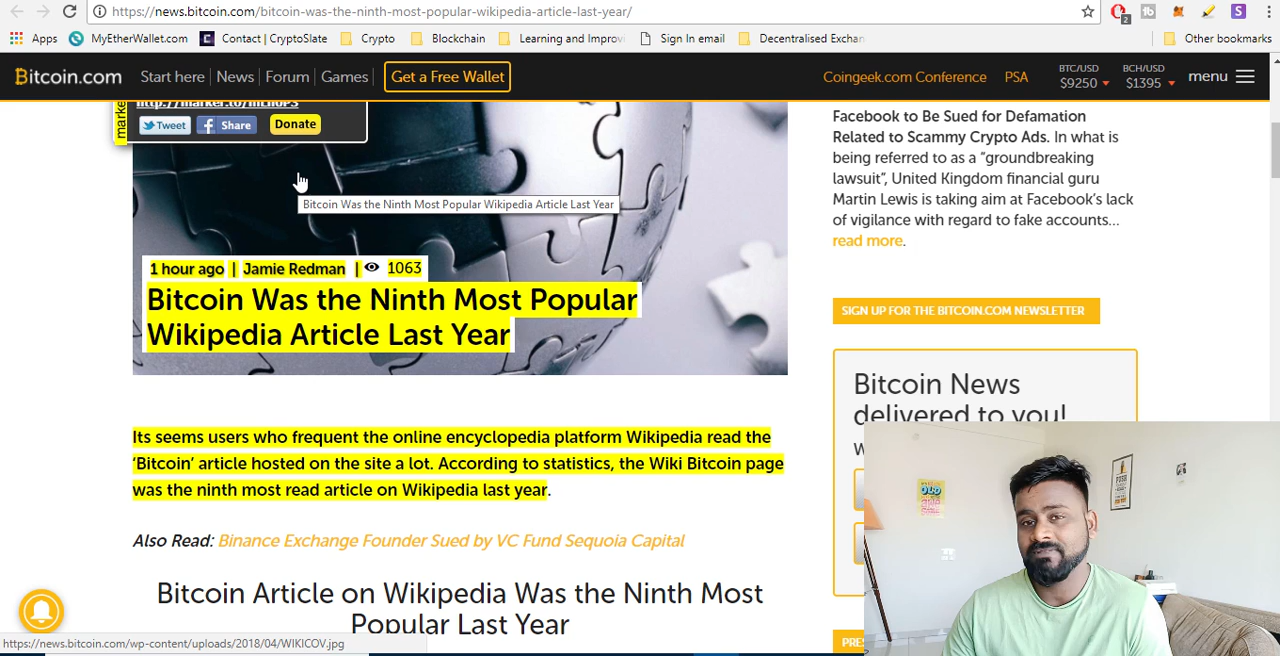 https://news.bitcoin.com/bitcoin-was-the-ninth-most-popular-wikipedia-article-last-year/
2
fb
S
Apps
MyEtherWallet.com
Contact | CryptoSlate
Crypto
Blockchain
Learning and Improvi
Sign In email
Decentralised Exchan
Other bookmarks
Bitcoin.com
Start here
News
Forum
Games
Get a Free Wallet
Coingeek.com Conference
PSA
BTC/USD
$9250
BCH/USD
$1395
menu
marke
Tweet
Share
Donate
Bitcoin Was the Ninth Most Popular Wikipedia Article Last Year
1 hour ago | Jamie Redman | 1063
Bitcoin Was the Ninth Most Popular
Wikipedia Article Last Year
Its seems users who frequent the online encyclopedia platform Wikipedia read the
‘Bitcoin’ article hosted on the site a lot. According to statistics, the Wiki Bitcoin page
was the ninth most read article on Wikipedia last year.
Also Read: Binance Exchange Founder Sued by VC Fund Sequoia Capital
Bitcoin Article on Wikipedia Was the Ninth Most
Popular Last Year
https://news.bitcoin.com/wp-content/uploads/2018/04/WIKICOV.jpg
Facebook to Be Sued for Defamation
Related to Scammy Crypto Ads. In what is
being referred to as a "groundbreaking
lawsuit", United Kingdom financial guru
Martin Lewis is taking aim at Facebook's lack
of vigilance with regard to fake accounts...
read more.
SIGN UP FOR THE BITCOIN.COM NEWSLETTER
Bitcoin News
delivered to you!
W
PRES
OLD